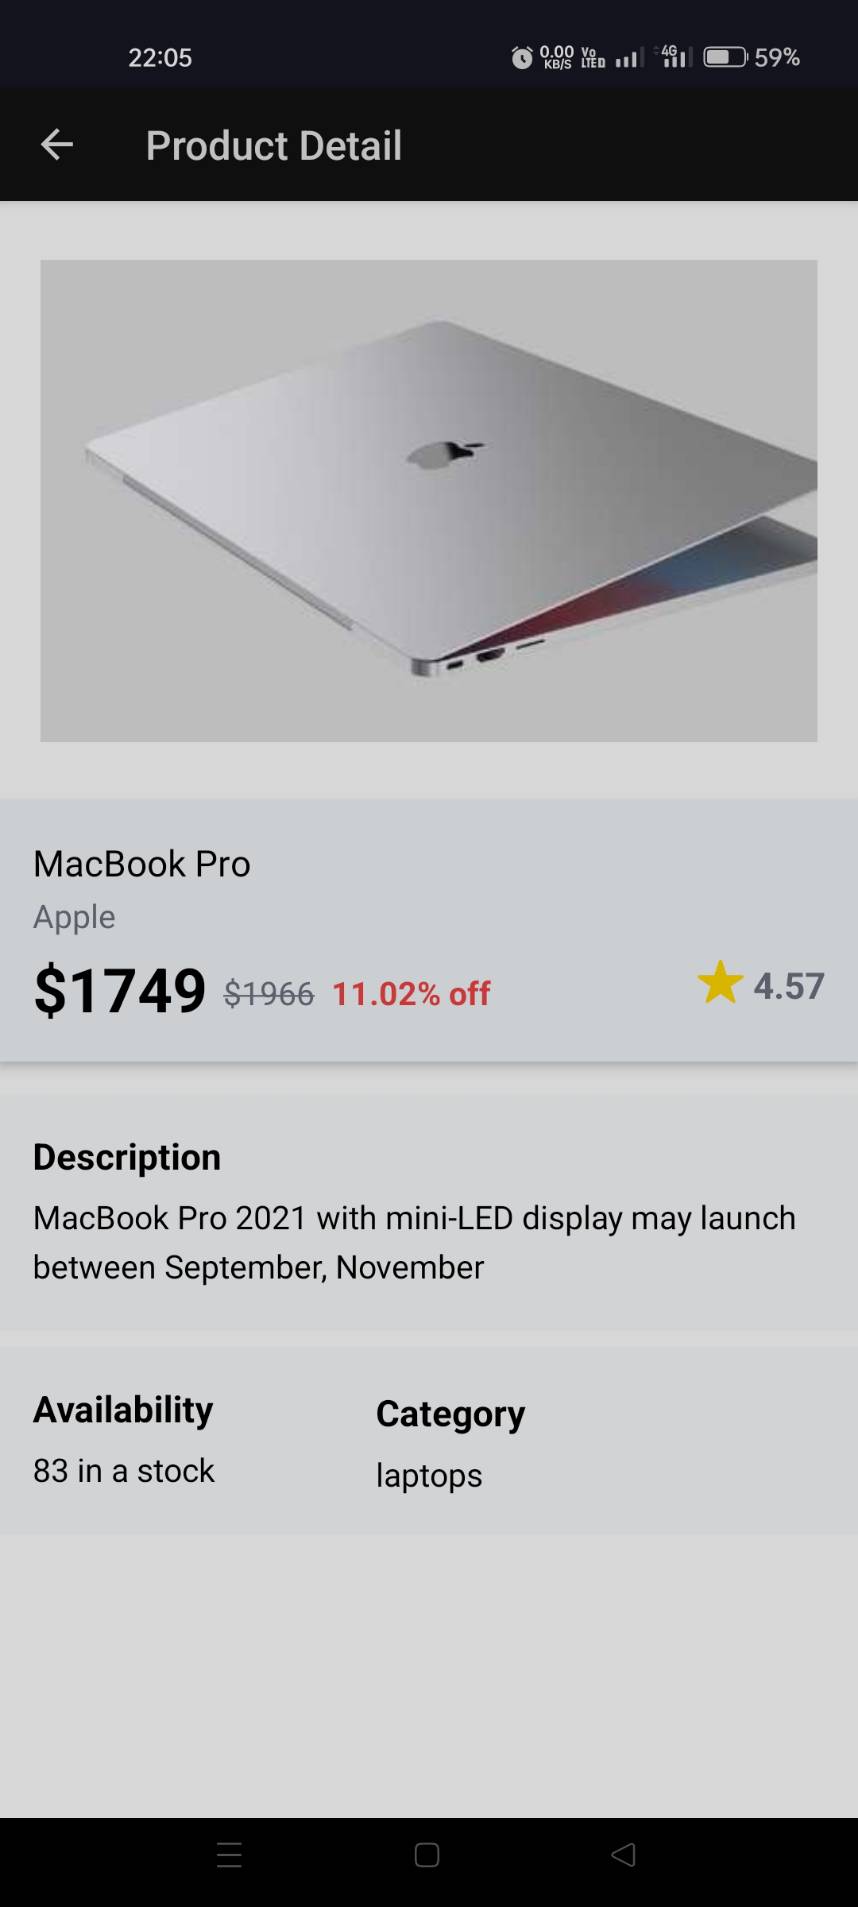 22:05
0.00 KB/S
Vo LTE
4G
59%
Product Detail
MacBook Pro
Apple
$1749 $1966 11.02% off 4.57
Description
MacBook Pro 2021 with mini-LED display may launch
between September, November
Availability
83 in a stock
Category
laptops